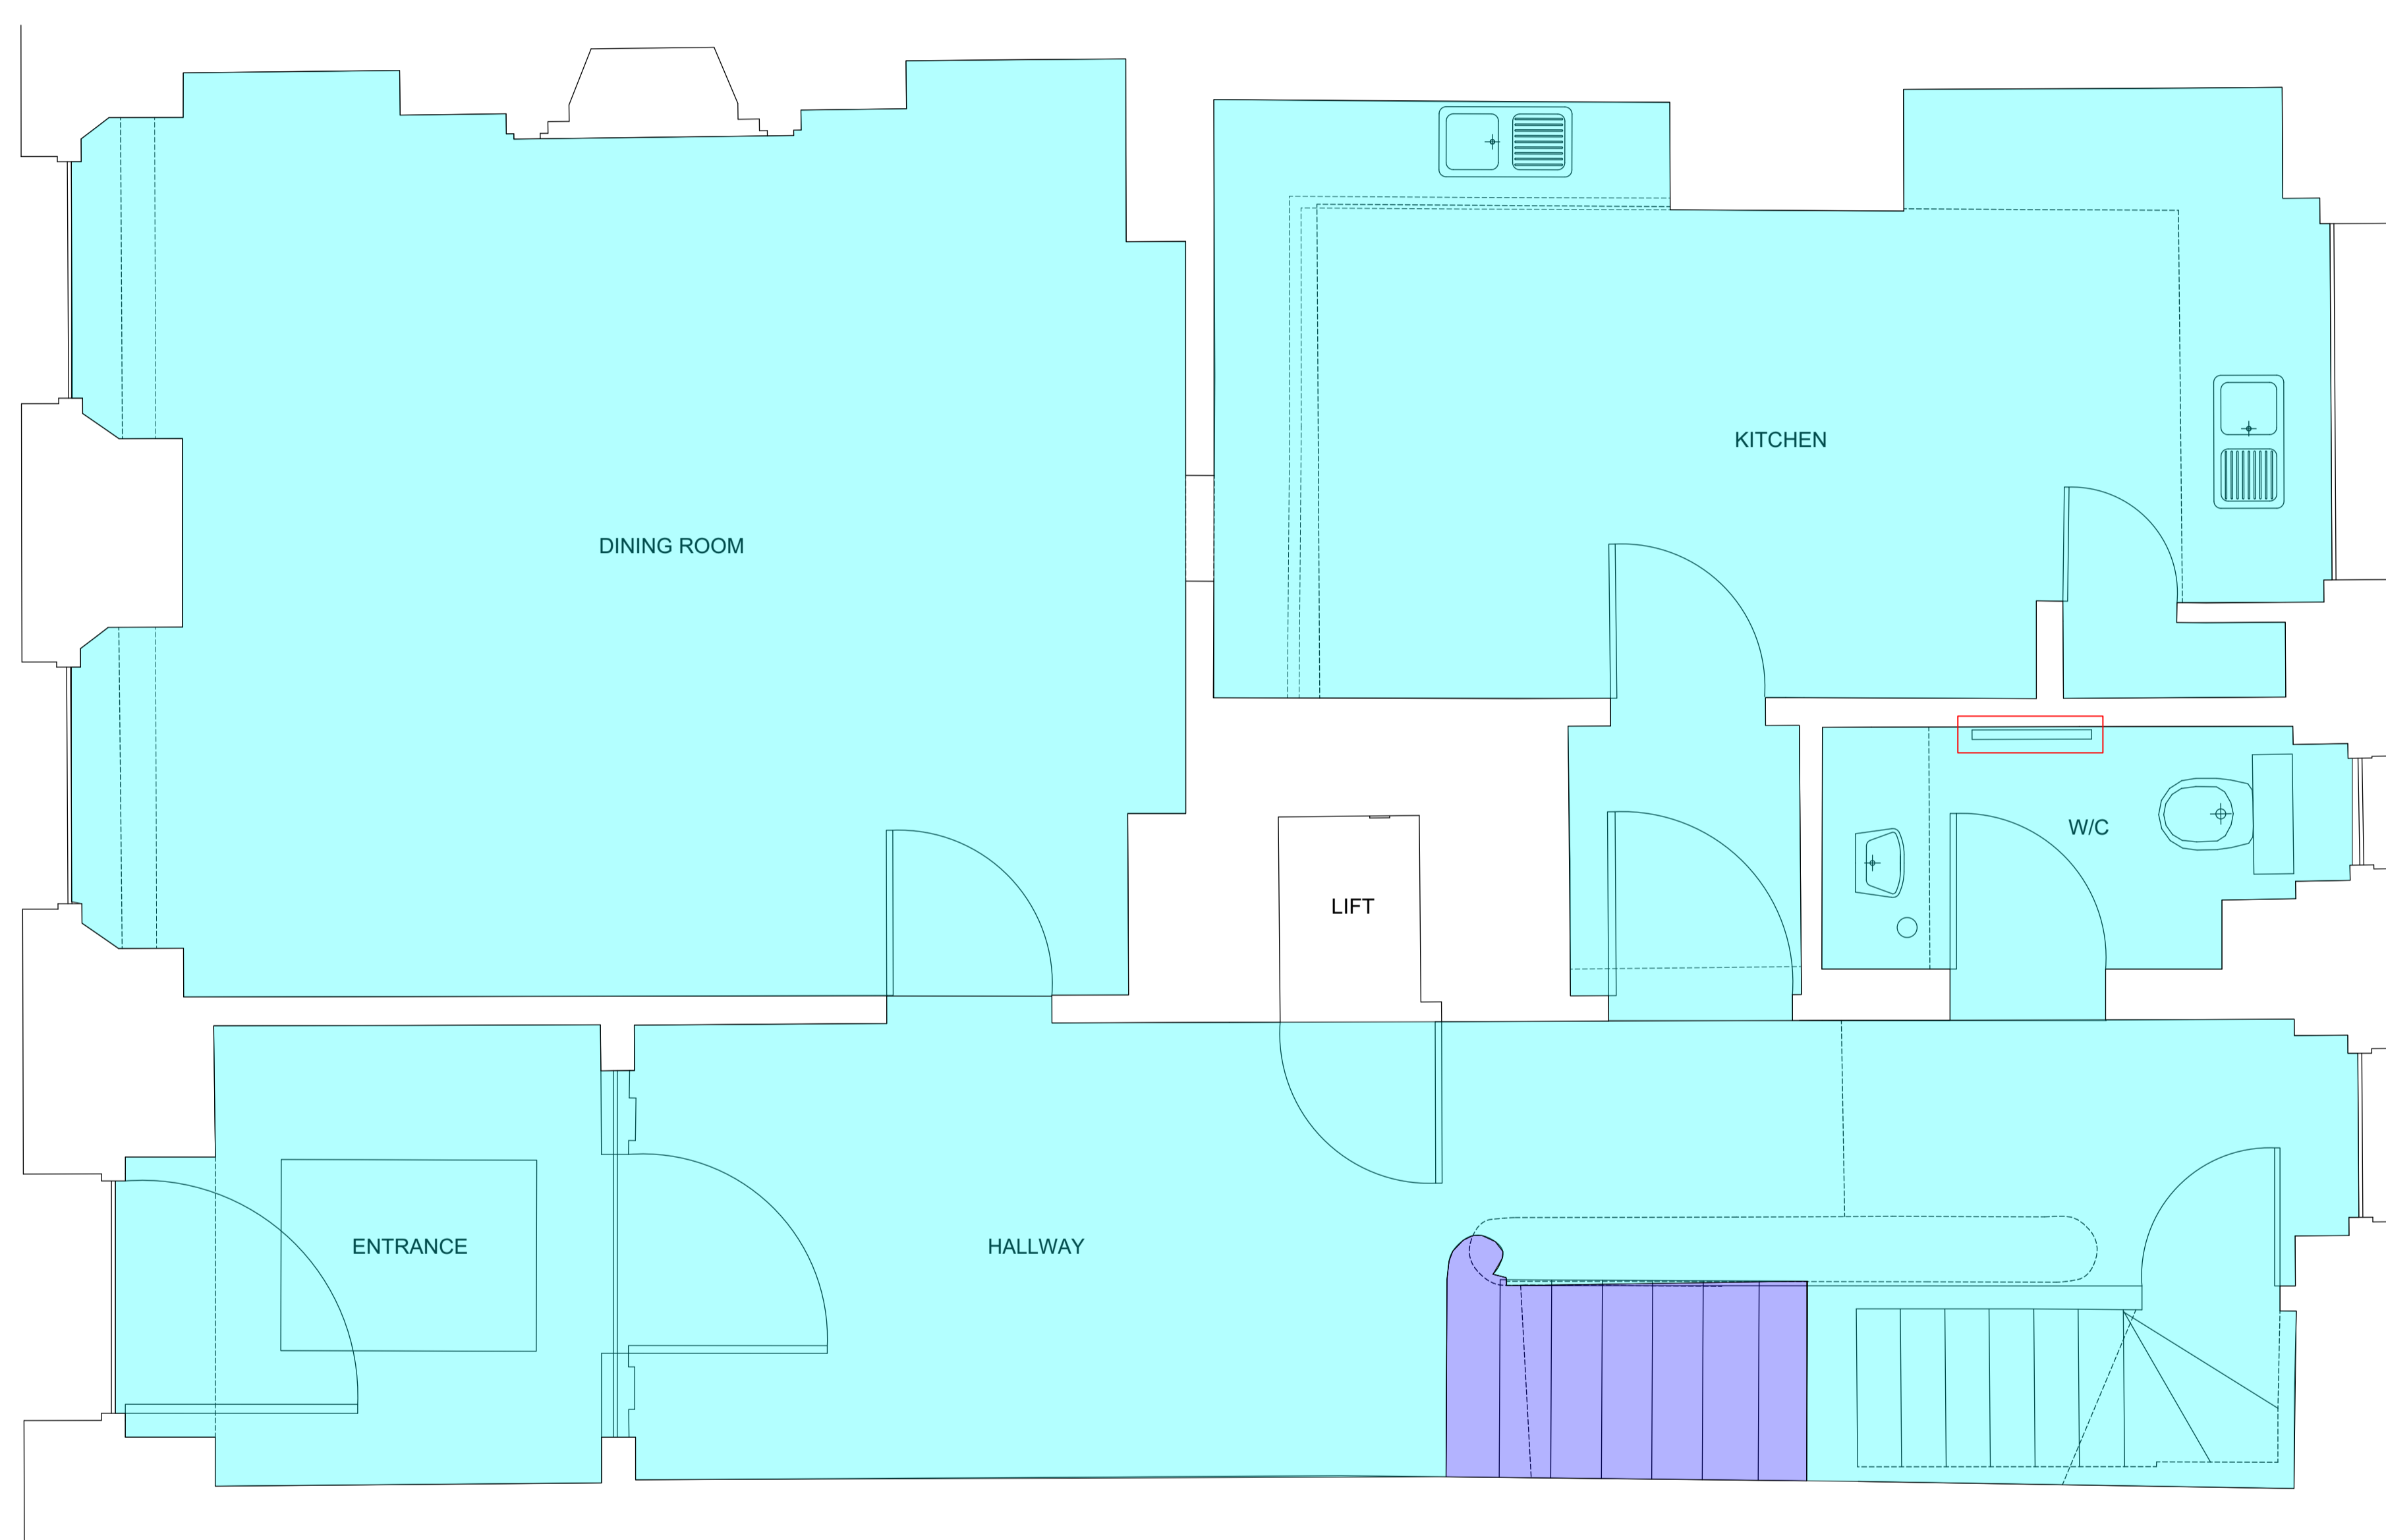 KITCHEN
DINING ROOM
W/C
LIFT
ENTRANCE
HALLWAY